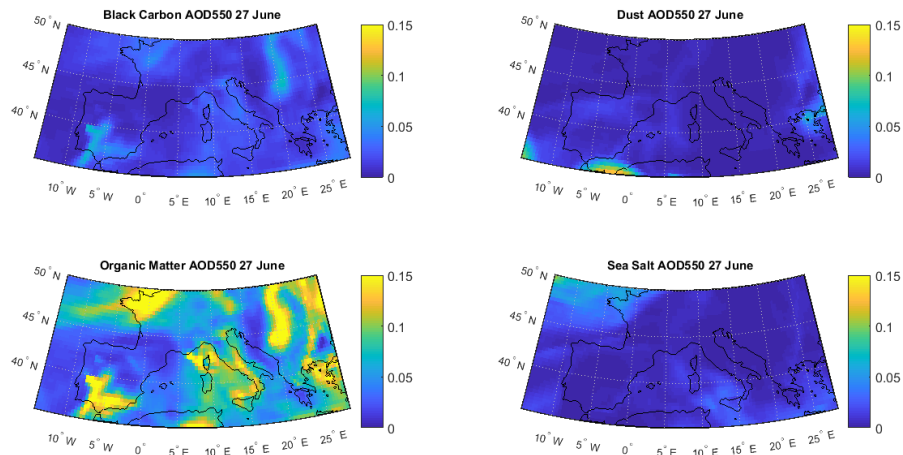 Black Carbon AOD550 27 June
50°N
45°N
40°N
10°W
5°W
0°
5°E
10°E
15°E
20°E
25°E
0.15
0.1
0.05
0
Dust AOD550 27 June
50°N
45°N
40°N
10°W
5°W
0°
5°E
10°E
15°E
20°E
25°E
0.15
0.1
0.05
0
Organic Matter AOD550 27 June
50°N
45°N
40°N
10°W
5°W
0°
5°E
10°E
15°E
20°E
25°E
0.15
0.1
0.05
0
Sea Salt AOD550 27 June
50°N
45°N
40°N
10°W
5°W
0°
5°E
10°E
15°E
20°E
25°E
0.15
0.1
0.05
0